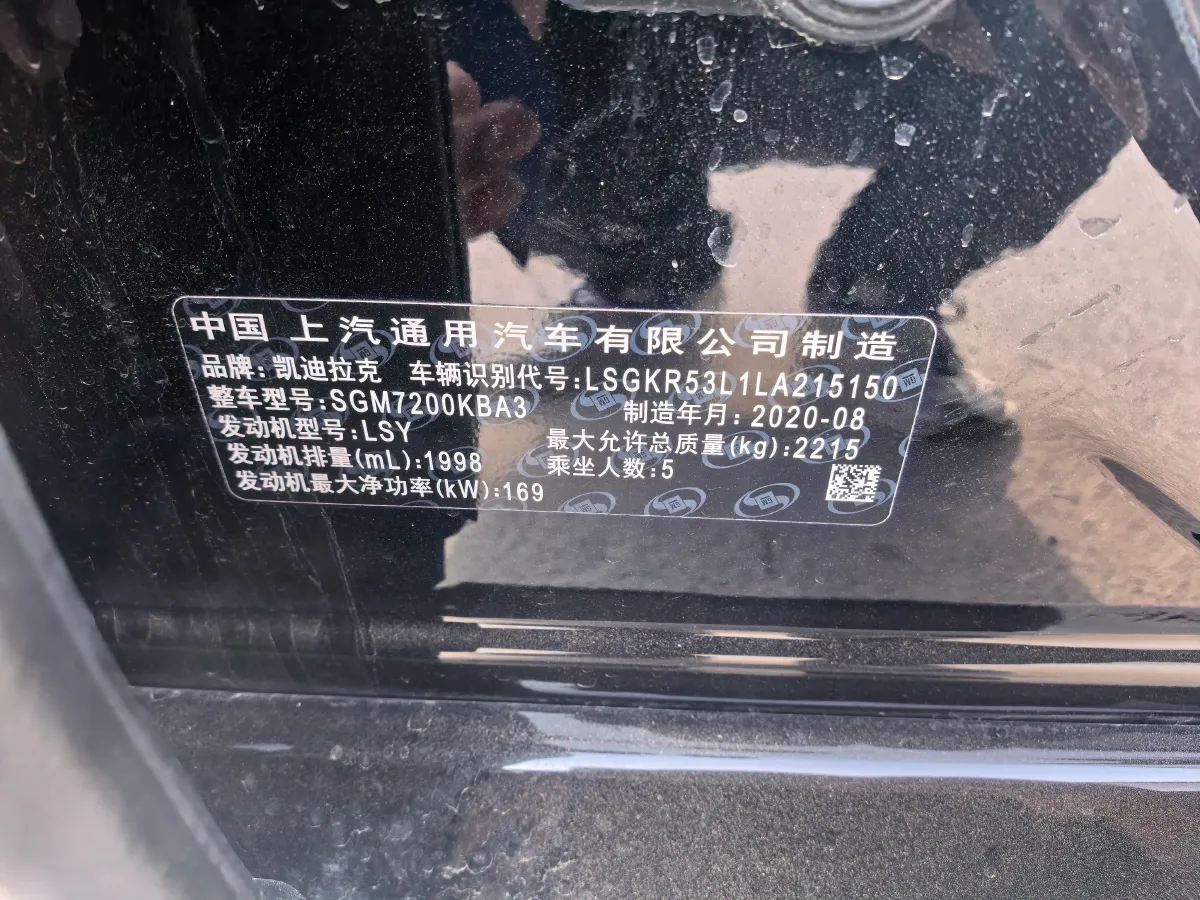 中国 上汽通用汽车有限公司制造
品牌:凯迪拉克 车辆识别代号:LSGKR53L1LA215150
整车型号:SGM7200KBA3 制造年月:2020-08
发动机型号:LSY 最大允许总质量(kg):2215
发动机排量(mL):1998 乘坐人数:5
发动机最大净功率(kW):169